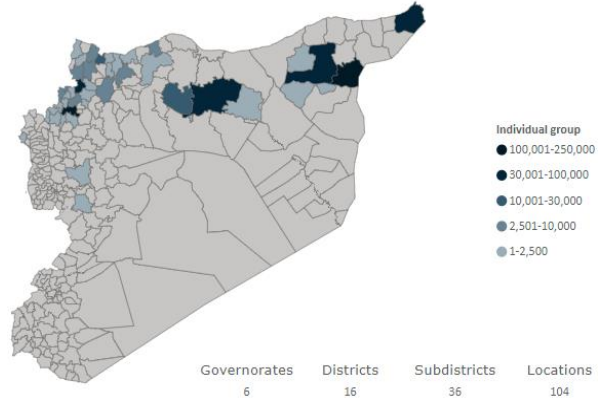 Individual group
100,001-250,000
30,001-100,000
10,001-30,000
2,501-10,000
1-2,500
Governorates Districts Subdistricts Locations
6 16 36 104